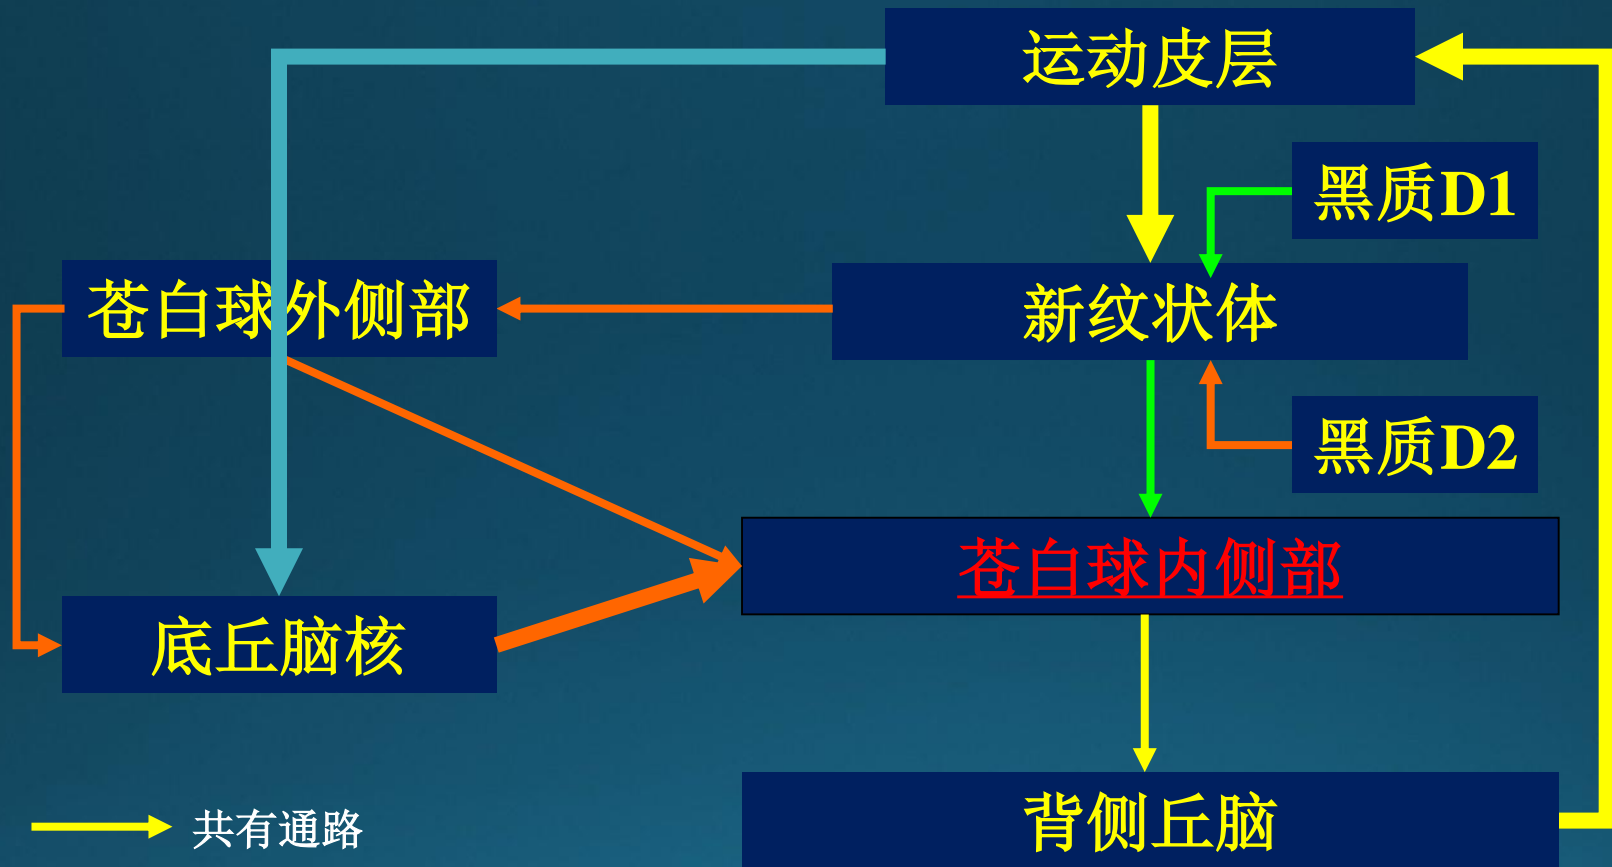 运动皮层
黑质D1
苍白球外侧部
新纹状体
黑质D2
苍白球内侧部
底丘脑核
背侧丘脑
共有通路